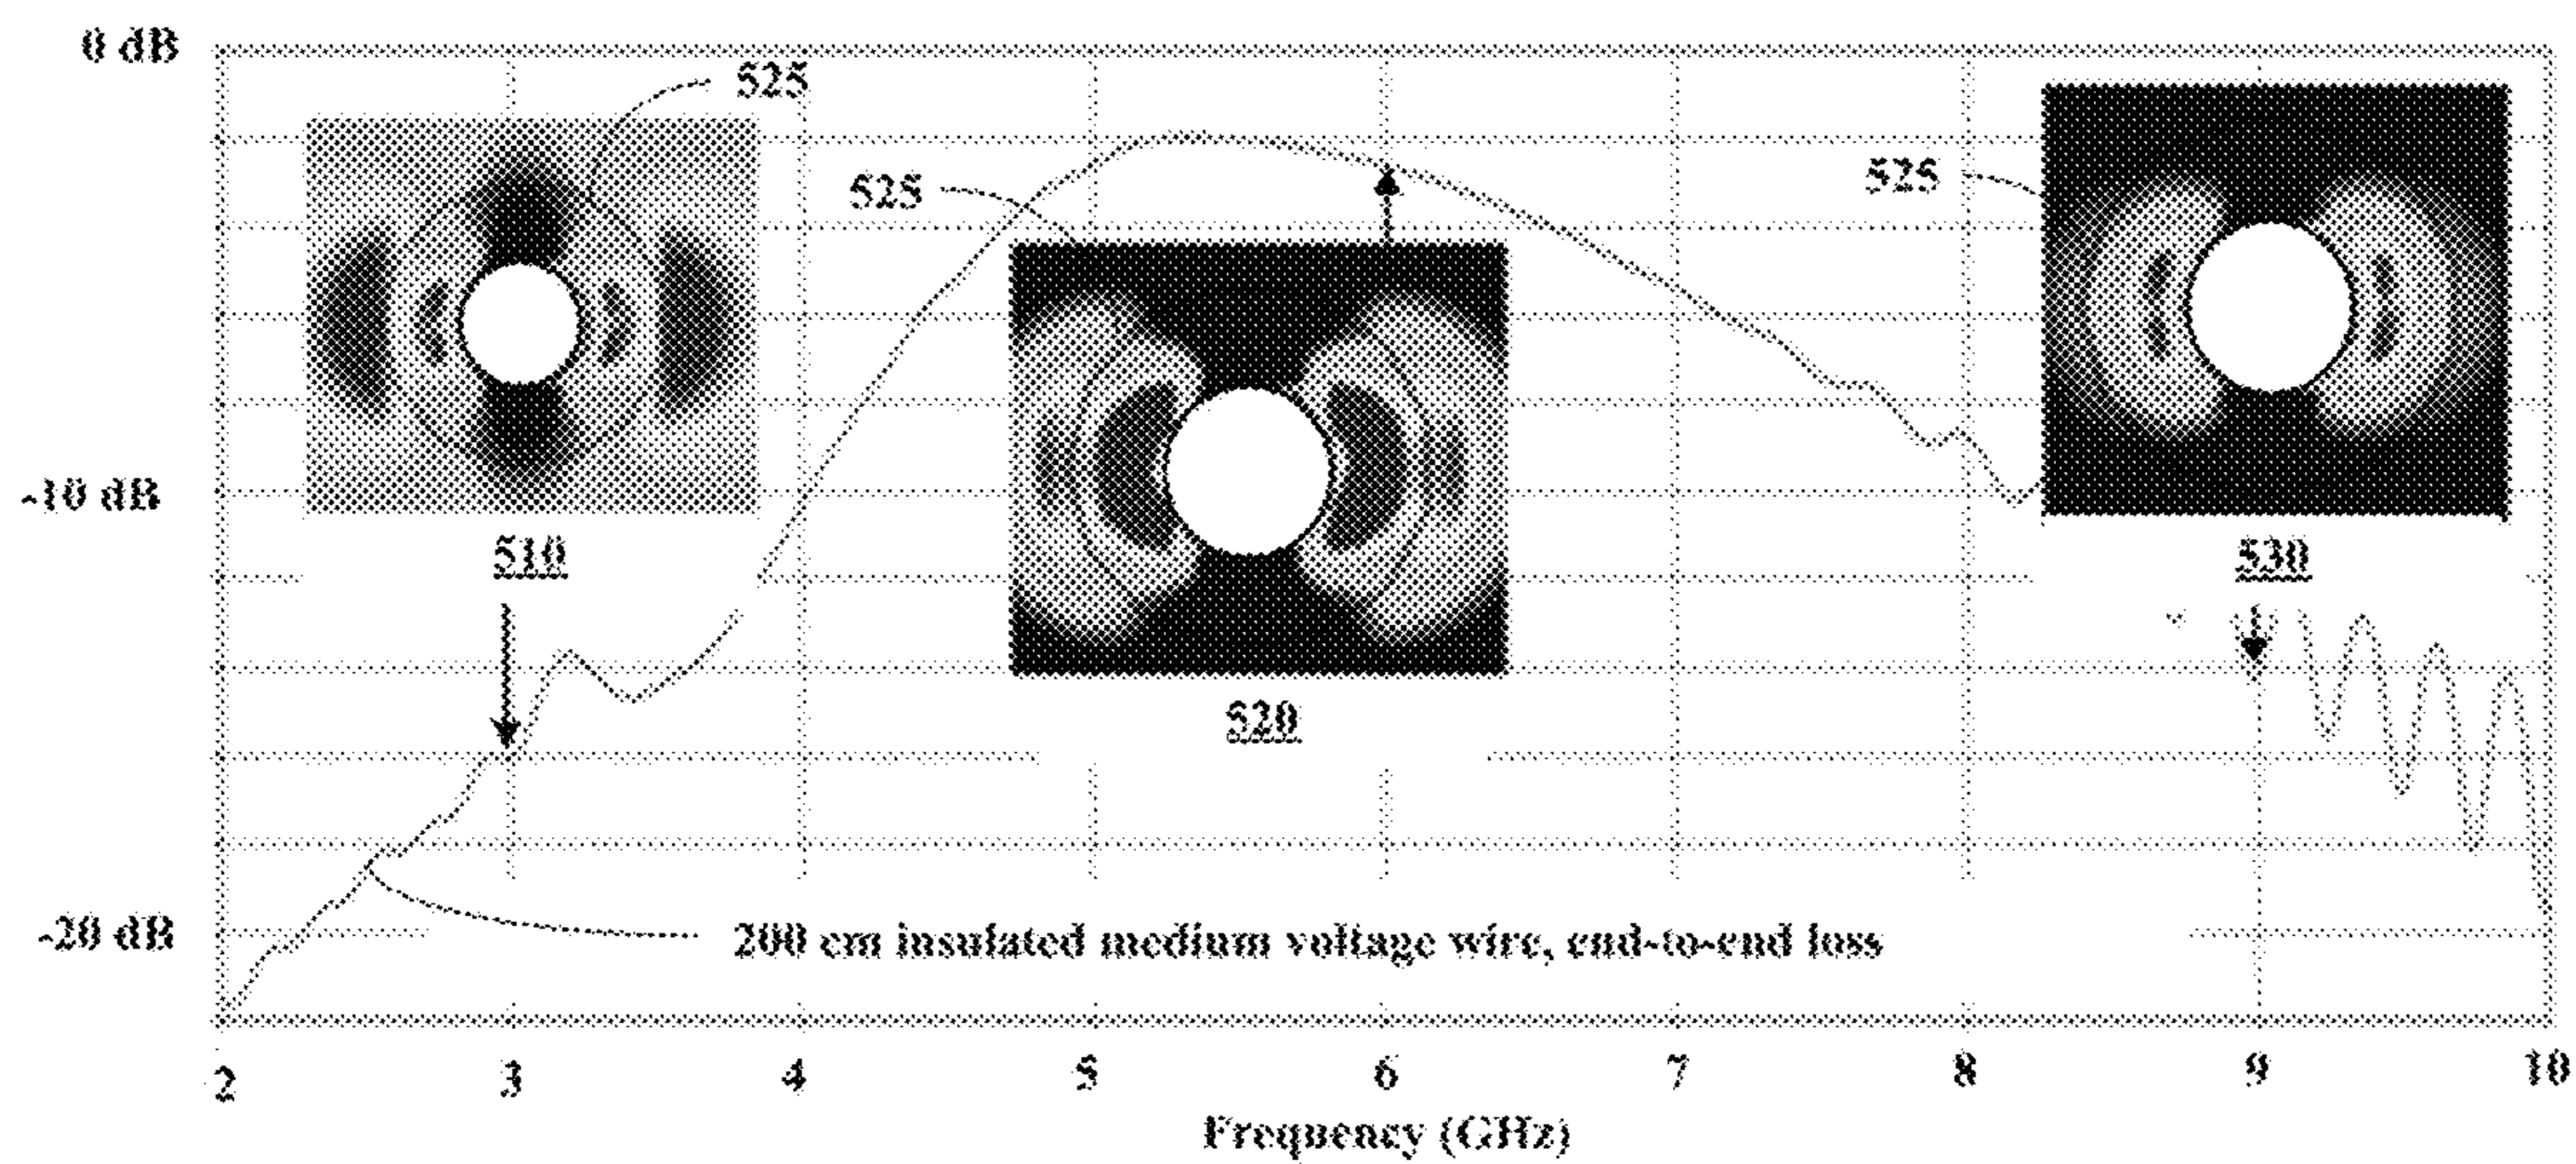 0 dB
525
525
525
-10 dB
510
530
520
-20 dB
200 cm insulated medium voltage wire, end-to-end loss
2 3 4 5 6 7 8 9 10
Frequency (GHz)